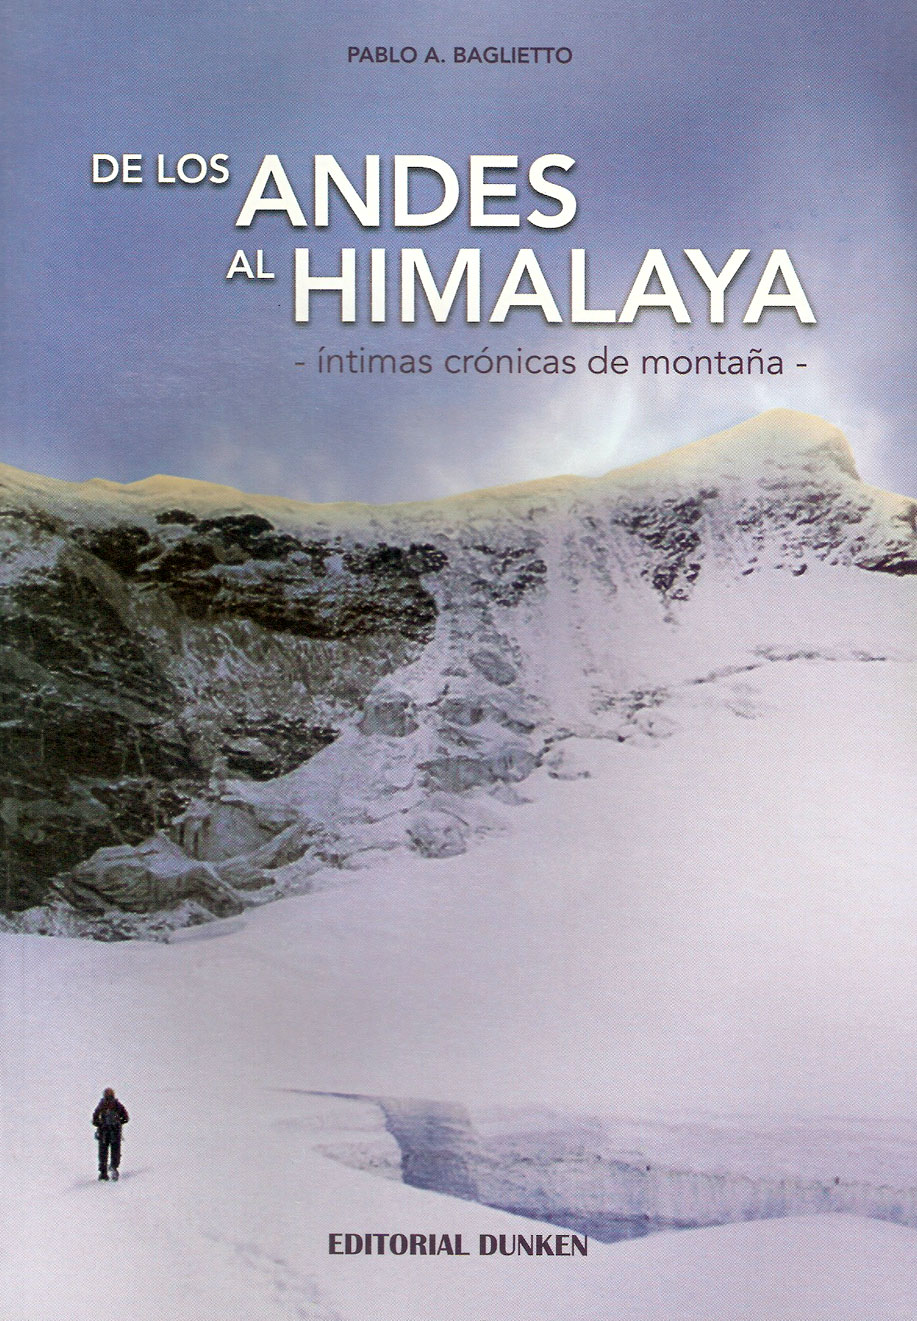 PABLO A. BAGLIETTO
DE LOS ANDES
AL HIMALAYA
- íntimas crónicas de montaña -
EDITORIAL DUNKEN